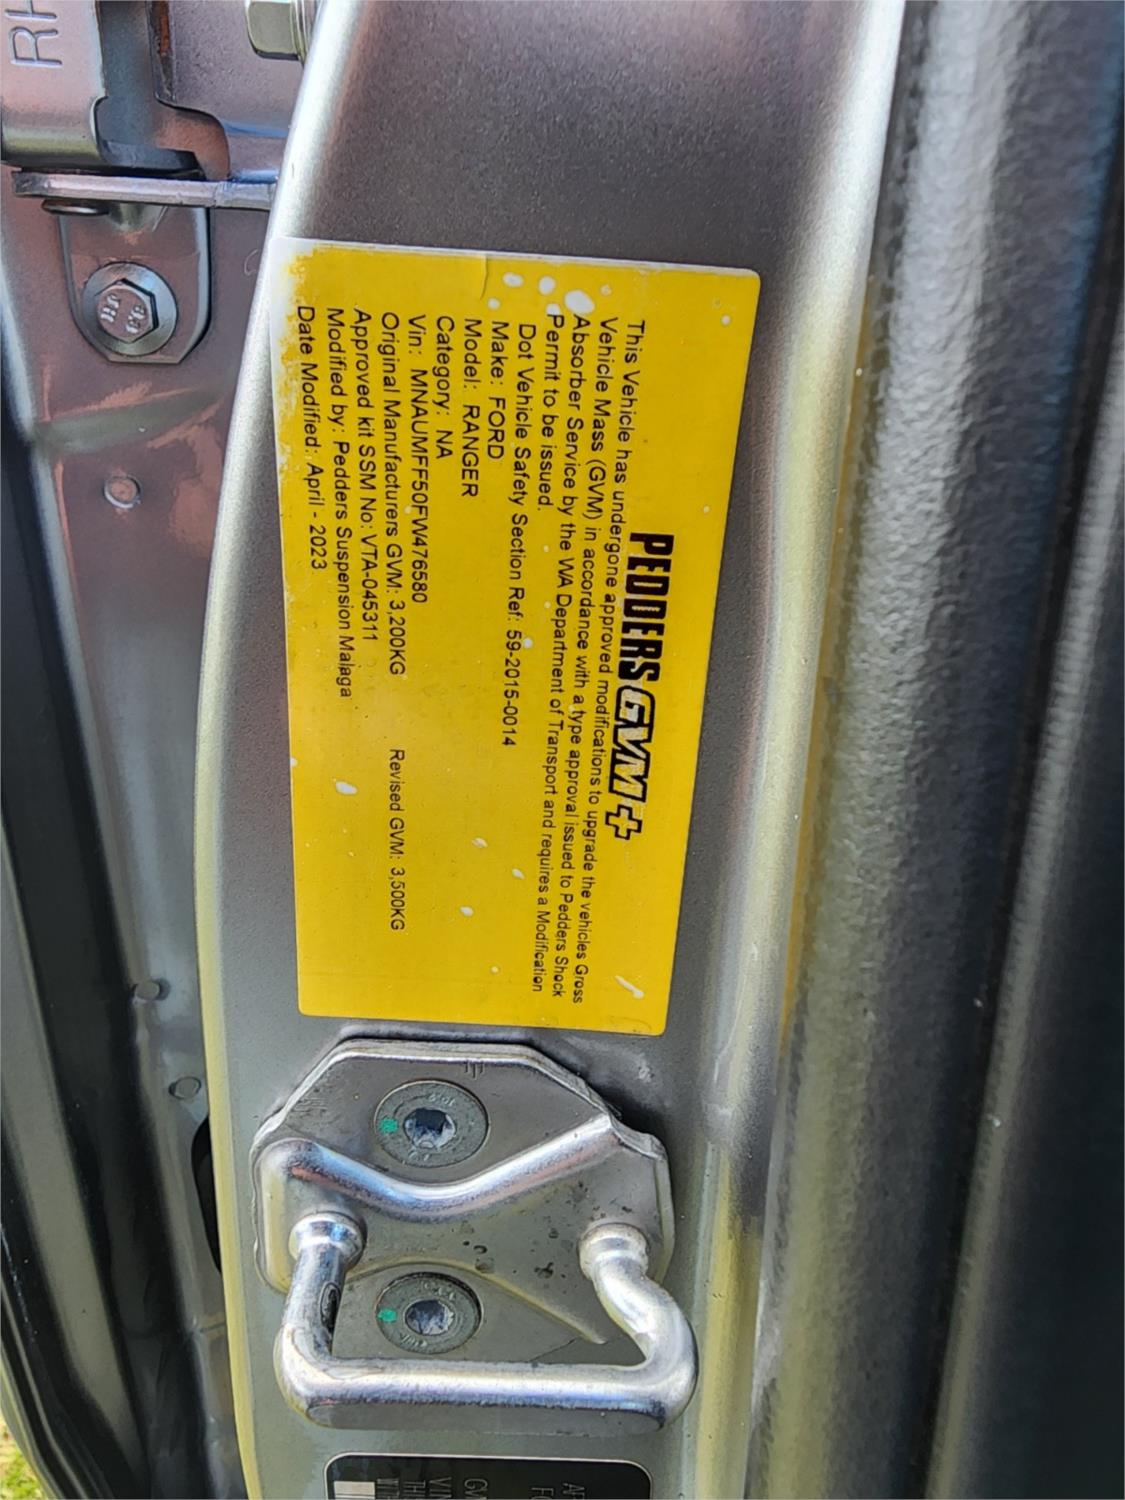 RH
PEDDERS GVM+
This Vehicle has undergone approved modifications to upgrade the vehicles Gross
Vehicle Mass (GVM) in accordance with a type approval issued to Pedders Shock
Absorber Service by the WA Department of Transport and requires a Modification
Permit to be issued.
Dot Vehicle Safety Section Ref: 59-2015-0014
Make: FORD
Model: RANGER
Category: NA
Vin: MNAUMFF50FW476580
Original Manufacturers GVM: 3,200KG Revised GVM: 3,500KG
Approved kit SSM No: VTA-045311
Modified by: Pedders Suspension Malaga
Date Modified: April - 2023